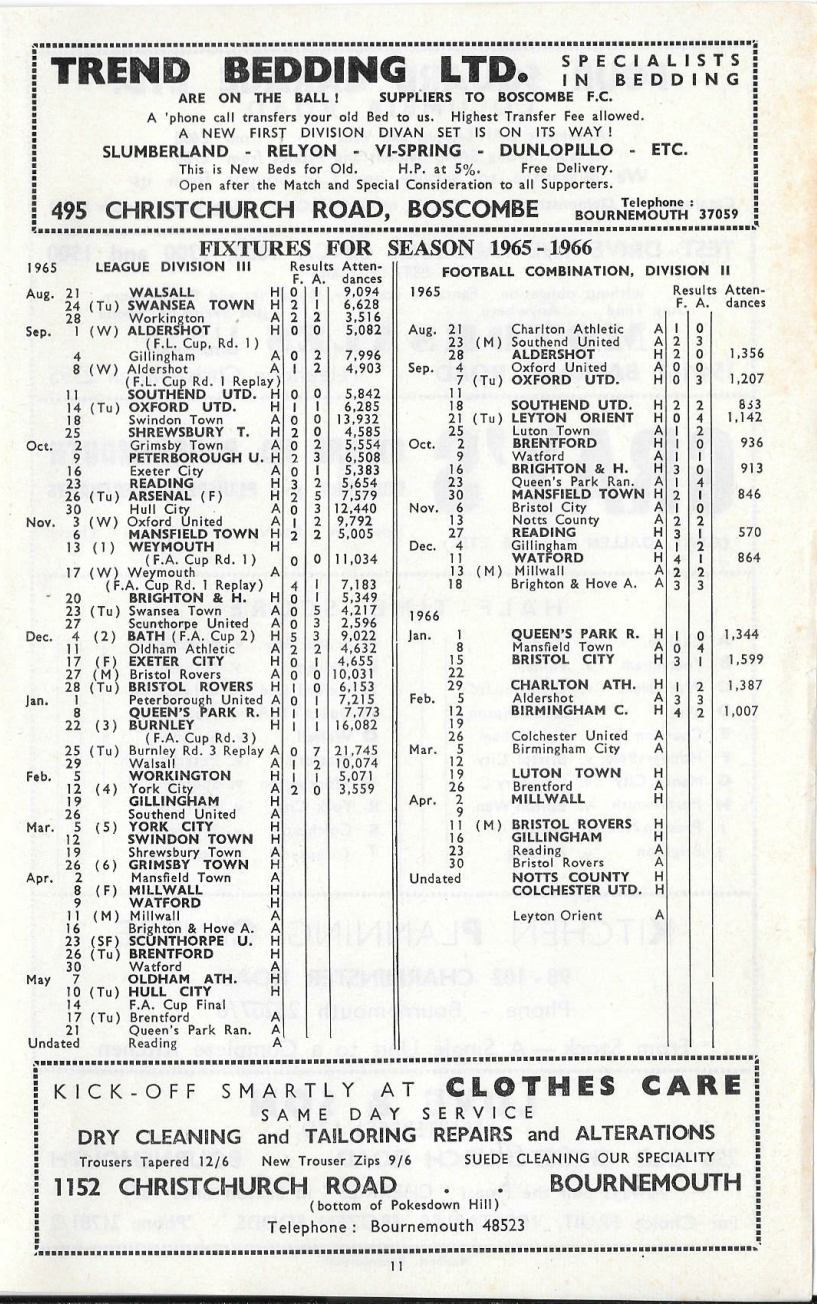 TREND BEDDING LTD. SPECIALISTS IN BEDDING
ARE ON THE BALL! SUPPLIERS TO BOSCOMBE F.C.
A 'phone call transfers your old Bed to us. Highest Transfer Fee allowed.
A NEW FIRST DIVISION DIVAN SET IS ON ITS WAY!
SLUMBERLAND - RELYON - VI-SPRING - DUNLOPILLO - ETC.
This is New Beds for Old. H.P. at 5%. Free Delivery.
Open after the Match and Special Consideration to all Supporters.
495 CHRISTCHURCH ROAD, BOSCOMBE Telephone : BOURNEMOUTH 37059
FIXTURES FOR SEASON 1965-1966
1965 LEAGUE DIVISION III Results F. A. Attendances
Aug. 21 WALSALL H 0 1 9,094
24 (Tu) SWANSEA TOWN H 2 1 6,628
28 Workington A 2 2 3,516
Sep. 1 (W) ALDERSHOT H 0 0 5,082
(F.L. Cup, Rd. 1)
4 Gillingham A 0 2 7,996
8 (W) Aldershot A 1 2 4,903
(F.L. Cup Rd. 1 Replay)
11 SOUTHEND UTD. H 0 0 5,842
14 (Tu) OXFORD UTD. H 1 1 6,285
18 Swindon Town A 0 0 13,932
25 SHREWSBURY T. H 2 0 4,585
Oct. 2 Grimsby Town A 0 2 5,554
9 PETERBOROUGH U. H 2 3 6,508
16 Exeter City A 0 1 5,383
23 READING H 3 2 5,654
26 (Tu) ARSENAL (F) H 2 5 7,579
30 Hull City A 0 3 12,440
Nov. 3 (W) Oxford United A 1 2 9,792
6 MANSFIELD TOWN H 2 2 5,005
13 (1) WEYMOUTH H
(F.A. Cup Rd. 1) 0 0 11,034
17 (W) Weymouth A
(F.A. Cup Rd. 1 Replay) 4 1 7,183
20 BRIGHTON & H. H 0 1 5,349
23 (Tu) Swansea Town A 0 5 4,217
27 Scunthorpe United A 0 3 2,596
Dec. 4 (2) BATH (F.A. Cup 2) H 5 3 9,022
11 Oldham Athletic A 2 2 4,632
17 (F) EXETER CITY H 0 1 4,655
27 (M) Bristol Rovers A 0 0 10,031
28 (Tu) BRISTOL ROVERS H 1 0 6,153
Jan. 1 Peterborough United A 0 1 7,215
8 QUEEN'S PARK R. H 1 1 7,773
22 (3) BURNLEY H 1 1 16,082
(F.A. Cup Rd. 3)
25 (Tu) Burnley Rd. 3 Replay A 0 7 21,745
29 Walsall A 1 2 10,074
Feb. 5 WORKINGTON H 1 1 5,071
12 (4) York City A 2 0 3,559
19 GILLINGHAM H
26 Southend United A
Mar. 5 (5) YORK CITY H
12 SWINDON TOWN H
19 Shrewsbury Town A
26 (6) GRIMSBY TOWN H
Apr. 2 Mansfield Town A
8 (F) MILLWALL H
9 WATFORD H
11 (M) Millwall A
16 Brighton & Hove A. A
23 (SF) SCUNTHORPE U. H
26 (Tu) BRENTFORD H
30 Watford A
May 7 OLDHAM ATH. H
10 (Tu) HULL CITY H
14 F.A. Cup Final
17 (Tu) Brentford A
21 Queen's Park Ran. A
Undated Reading A
FOOTBALL COMBINATION, DIVISION II
1965 Results F. A. Attendances
Aug. 21 Charlton Athletic A 1 0
23 (M) Southend United A 2 3
28 ALDERSHOT H 2 0 1,356
Sep. 4 Oxford United A 0 0
7 (Tu) OXFORD UTD. H 0 3 1,207
11
18 SOUTHEND UTD. H 2 2 853
21 (Tu) LEYTON ORIENT H 0 4 1,142
25 Luton Town A 1 2
Oct. 2 BRENTFORD H 1 0 936
9 Watford A 1 1
16 BRIGHTON & H. H 3 0 913
23 Queen's Park Ran. A 1 4
30 MANSFIELD TOWN H 2 1 846
Nov. 6 Bristol City A 1 0
13 Notts County A 2 2
27 READING H 3 1 570
Dec. 4 Gillingham A 1 2
11 WATFORD H 4 1 864
13 (M) Millwall A 2 2
18 Brighton & Hove A. A 3 3
1966
Jan. 1 QUEEN'S PARK R. H 1 0 1,344
8 Mansfield Town A 0 4
15 BRISTOL CITY H 3 1 1,599
22
29 CHARLTON ATH. H 1 2 1,387
Feb. 5 Aldershot A 3 3
12 BIRMINGHAM C. H 4 2 1,007
19
26 Colchester United A
Mar. 5 Birmingham City A
12
19 LUTON TOWN H
26 Brentford A
Apr. 2 MILLWALL H
9
11 (M) BRISTOL ROVERS H
16 GILLINGHAM H
23 Reading A
30 Bristol Rovers A
Undated NOTTS COUNTY H
COLCHESTER UTD. H
Leyton Orient A
KICK-OFF SMARTLY AT CLOTHES CARE
SAME DAY SERVICE
DRY CLEANING and TAILORING REPAIRS and ALTERATIONS
Trousers Tapered 12/6 New Trouser Zips 9/6 SUEDE CLEANING OUR SPECIALITY
1152 CHRISTCHURCH ROAD . . BOURNEMOUTH
(bottom of Pokesdown Hill)
Telephone : Bournemouth 48523
11